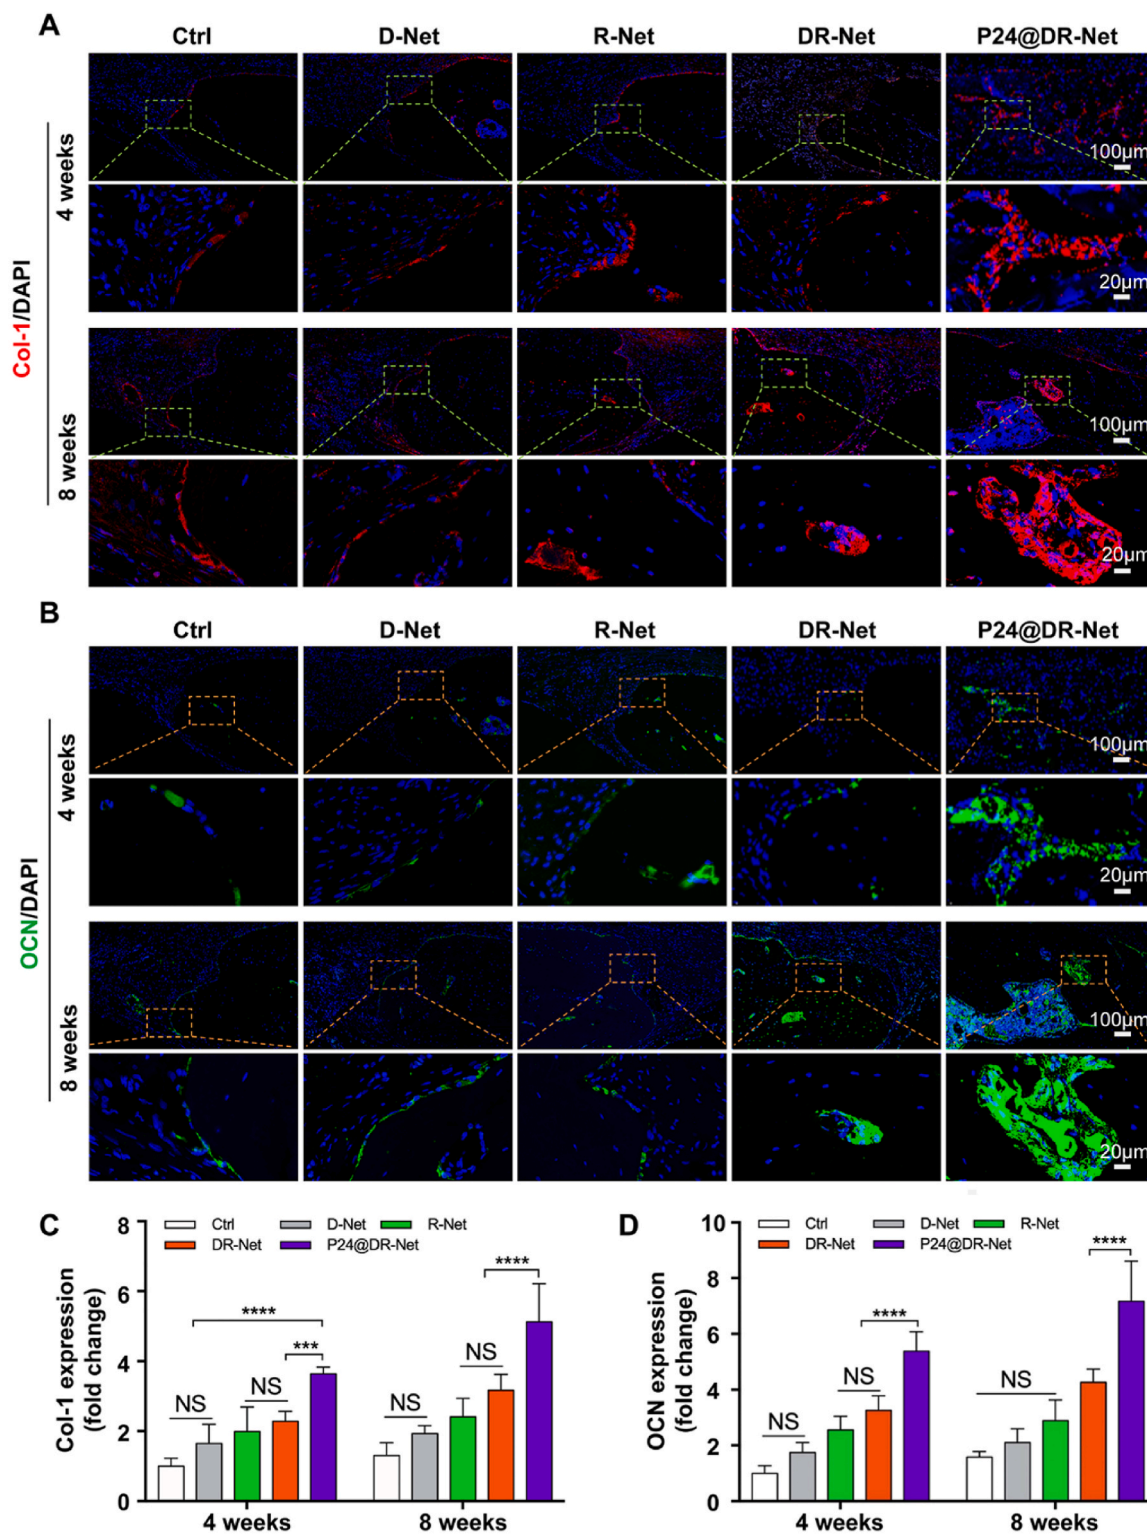 A
Ctrl D-Net R-Net DR-Net P24@DR-Net
Col-1/DAPI
4 weeks
100μm
20μm
8 weeks
100μm
20μm
B
Ctrl D-Net R-Net DR-Net P24@DR-Net
OCN/DAPI
4 weeks
100μm
20μm
8 weeks
100μm
20μm
C
Col-1 expression
(fold change)
8
6
4
2
0
Ctrl D-Net R-Net
DR-Net P24@DR-Net
****
****
***
NS NS NS NS
4 weeks 8 weeks
D
OCN expression
(fold change)
10
8
6
4
2
0
Ctrl D-Net R-Net
DR-Net P24@DR-Net
****
****
NS NS NS
4 weeks 8 weeks